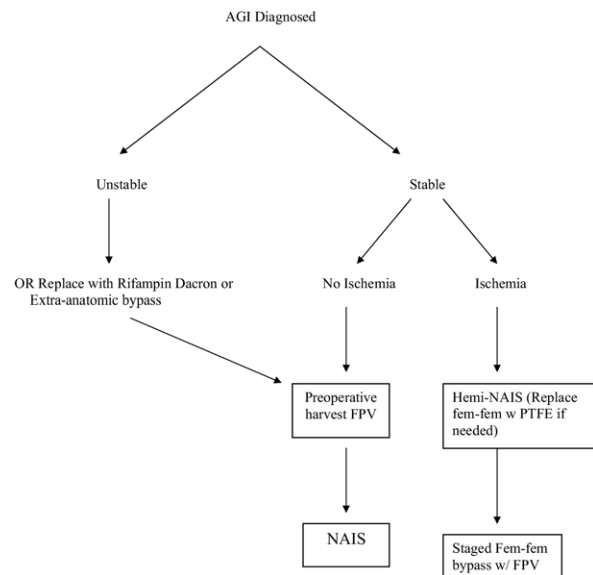 AGI Diagnosed
Unstable
Stable
OR Replace with Rifampin Dacron or
Extra-anatomic bypass
No Ischemia
Ischemia
Preoperative
harvest FPV
Hemi-NAIS (Replace
fem-fem w PTFE if
needed)
NAIS
Staged Fem-fem
bypass w/ FPV